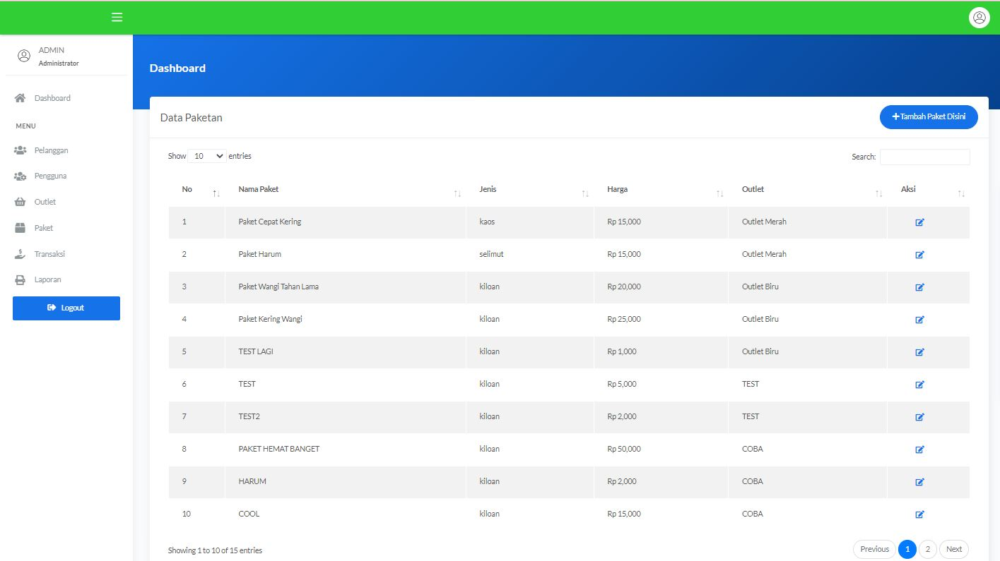 ADMIN
Administrator
Dashboard
MENU
Pelanggan
Pengguna
Outlet
Paket
Transaksi
Laporan
Logout
Dashboard
Data Paketan
+Tambah Paket Disini
Show 10 entries
Search:
No Nama Paket Jenis Harga Outlet Aksi
1 Paket Cepat Kering kaos Rp 15,000 Outlet Merah
2 Paket Harum selimut Rp 15,000 Outlet Merah
3 Paket Wangi Tahan Lama kiloan Rp 20,000 Outlet Biru
4 Paket Kering Wangi kiloan Rp 25,000 Outlet Biru
5 TEST LAGI kiloan Rp 1,000 Outlet Biru
6 TEST kiloan Rp 5,000 TEST
7 TEST2 kiloan Rp 2,000 TEST
8 PAKET HEMAT BANGET kiloan Rp 50,000 COBA
9 HARUM kiloan Rp 2,000 COBA
10 COOL kiloan Rp 15,000 COBA
Showing 1 to 10 of 15 entries
Previous 1 2 Next